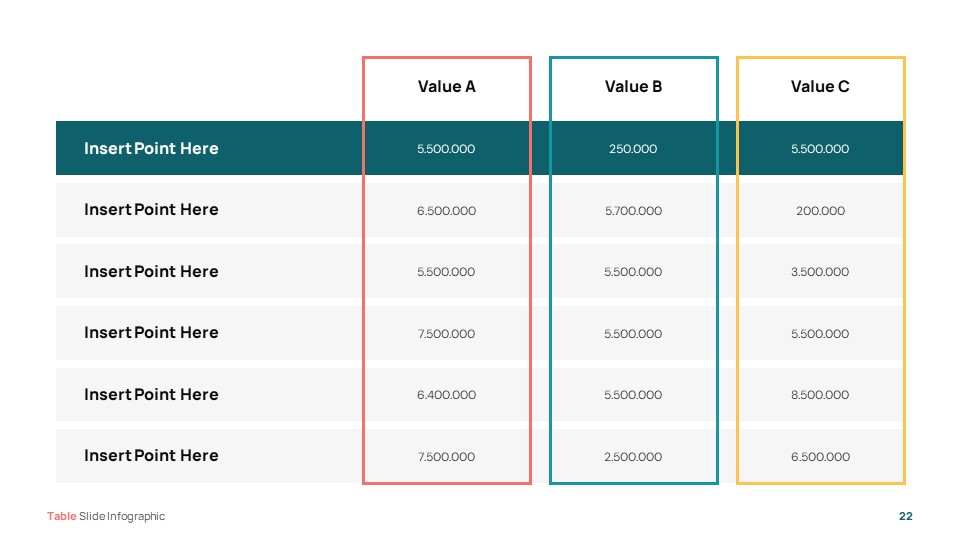 Value A Value B Value C
Insert Point Here 5.500.000 250.000 5.500.000
Insert Point Here 6.500.000 5.700.000 200.000
Insert Point Here 5.500.000 5.500.000 3.500.000
Insert Point Here 7.500.000 5.500.000 5.500.000
Insert Point Here 6.400.000 5.500.000 8.500.000
Insert Point Here 7.500.000 2.500.000 6.500.000
Table Slide Infographic 22